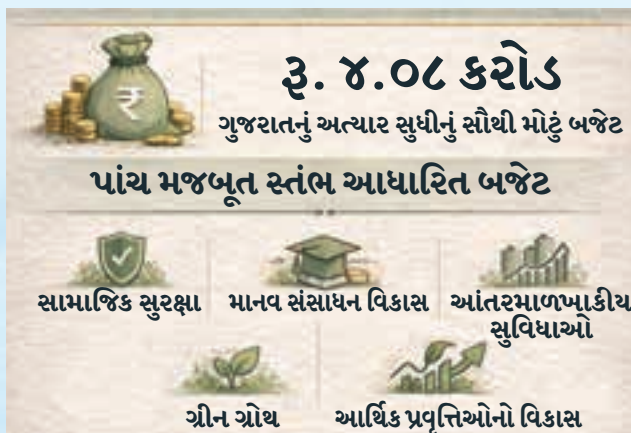 રૂ. ૪.૦૮ કરોડ
ગુજરાતનું અત્યાર સુધીનું સૌથી મોટું બજેટ
પાંચ મજબૂત સ્તંભ આધારિત બજેટ
સામાજિક સુરક્ષા
માનવ સંસાધન વિકાસ
આંતરમાળખાકીય
સુવિધાઓ
ગ્રીન ગ્રોથ
આર્થિક પ્રવૃત્તિઓનો વિકાસ